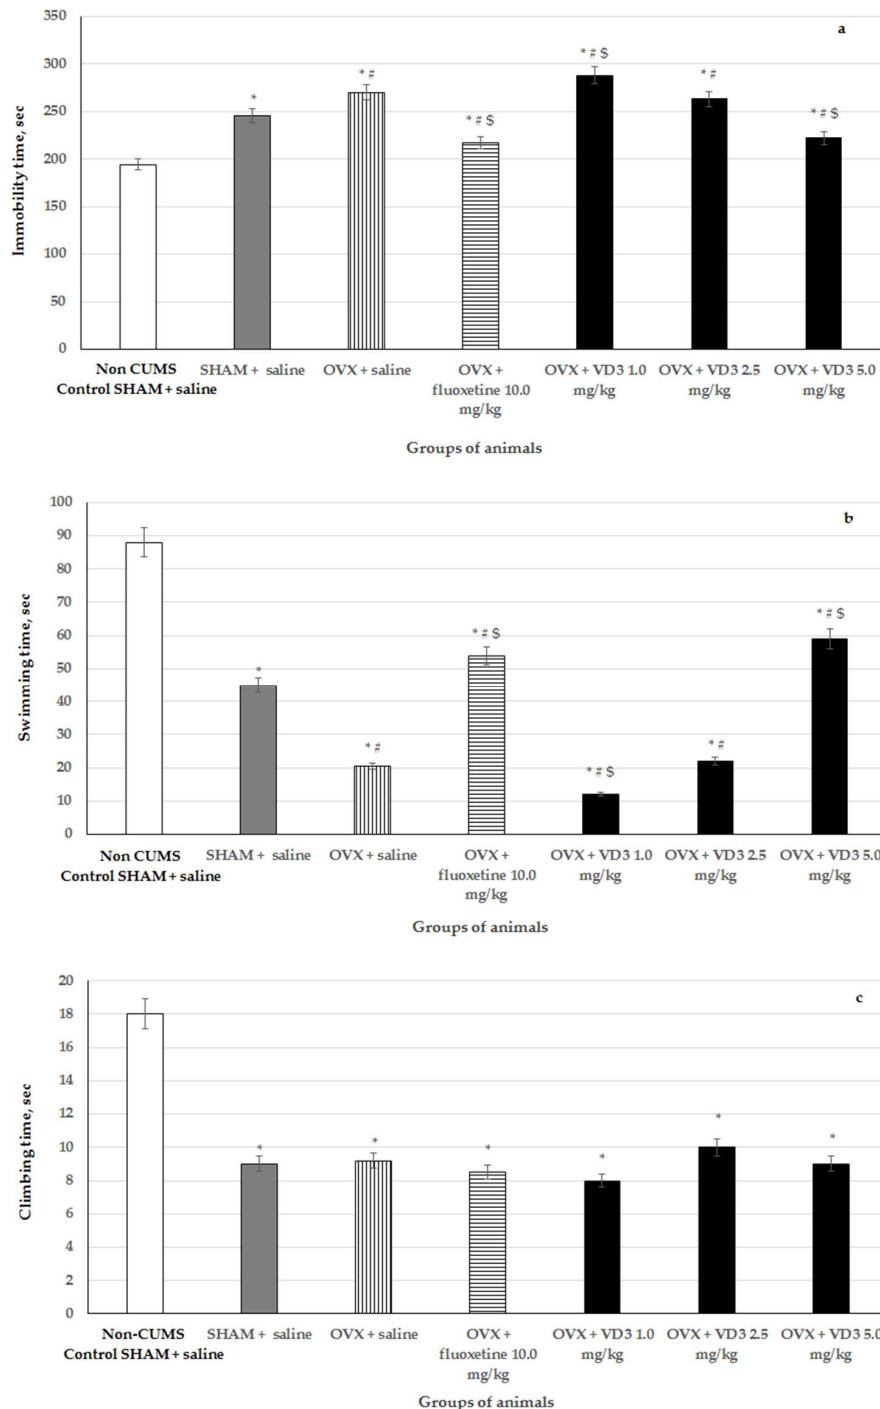 350
a
* # $
300
* #
* #
*
250
* # $
* # $
200
150
100
50
0
Immobility time, sec
Non CUMS SHAM + saline OVX + saline OVX + OVX + VD3 1.0 OVX + VD3 2.5 OVX + VD3 5.0
Control SHAM + saline fluoxetine 10.0 mg/kg mg/kg mg/kg
mg/kg
Groups of animals
100
b
90
80
70
* # $
60
* # $
50
*
40
30
* #
* #
20
* # $
10
0
Swimming time, sec
Non CUMS SHAM + saline OVX + saline OVX + OVX + VD3 1.0 OVX + VD3 2.5 OVX + VD3 5.0
Control SHAM + saline fluoxetine 10.0 mg/kg mg/kg mg/kg
mg/kg
Groups of animals
20
c
18
16
14
12
*
10
* * * * *
8
6
4
2
0
Climbing time, sec
Non-CUMS SHAM + saline OVX + saline OVX + OVX + VD3 1.0 OVX + VD3 2.5 OVX + VD3 5.0
Control SHAM + saline fluoxetine 10.0 mg/kg mg/kg mg/kg
mg/kg
Groups of animals